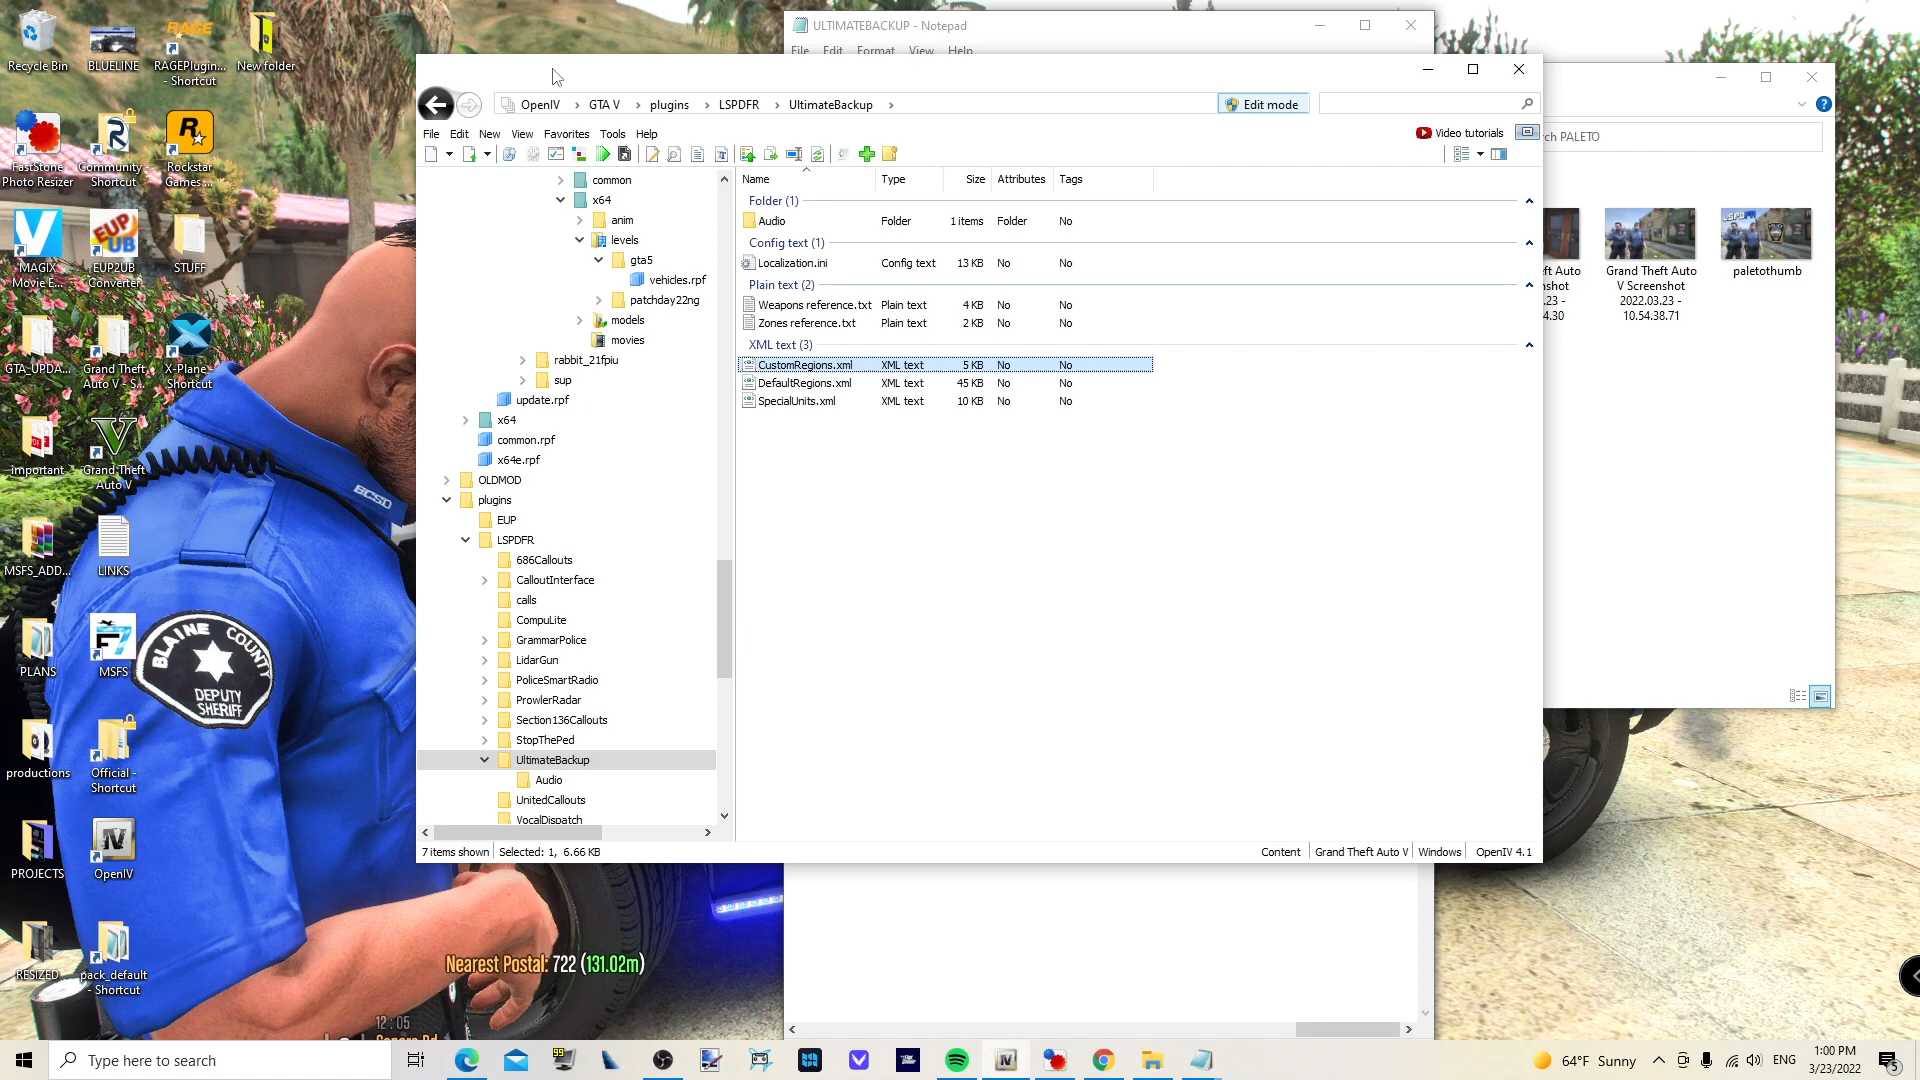 Recycle Bin
BLUELINE
RAGEPlugin...
- Shortcut
New folder
RAGE
FastStone
Photo Resizer
Community -
Shortcut
Rockstar
Games ...
MAGIX
Movie E...
EUP2UB
Converter
STUFF
EUP
UB
GTA_UPDA...
Grand Theft
Auto V - S...
X-Plane -
Shortcut
important
Grand Theft
Auto V
MSFS_ADD...
LINKS
PLANS
MSFS
productions
Official -
Shortcut
PROJECTS
OpenIV
RESIZED
pack_default
- Shortcut
BCSO
BLAINE COUNTY
DEPUTY
SHERIFF
Nearest Postal: 722 (131.02m)
12:05
ULTIMATEBACKUP - Notepad
File Edit Format View Help
OpenIV › GTA V › plugins › LSPDFR › UltimateBackup ›
Edit mode
File Edit New View Favorites Tools Help
Video tutorials
common
x64
anim
levels
gta5
vehicles.rpf
patchday22ng
models
movies
rabbit_21fpiu
sup
update.rpf
x64
common.rpf
x64e.rpf
OLDMOD
plugins
EUP
LSPDFR
686Callouts
CalloutInterface
calls
CompuLite
GrammarPolice
LidarGun
PoliceSmartRadio
ProwlerRadar
Section136Callouts
StopThePed
UltimateBackup
Audio
UnitedCallouts
VocalDispatch
Name Type Size Attributes Tags
Folder (1)
Audio Folder 1 items Folder No
Config text (1)
Localization.ini Config text 13 KB No No
Plain text (2)
Weapons reference.txt Plain text 4 KB No No
Zones reference.txt Plain text 2 KB No No
XML text (3)
CustomRegions.xml XML text 5 KB No No
DefaultRegions.xml XML text 45 KB No No
SpecialUnits.xml XML text 10 KB No No
7 items shown Selected: 1, 6.66 KB
Content Grand Theft Auto V Windows OpenIV 4.1
rch PALETO
Grand Theft Auto
V Screenshot
2022.03.23 -
10.54.38.71
paletothumb
Type here to search
99
64°F Sunny
ENG
1:00 PM
3/23/2022
5